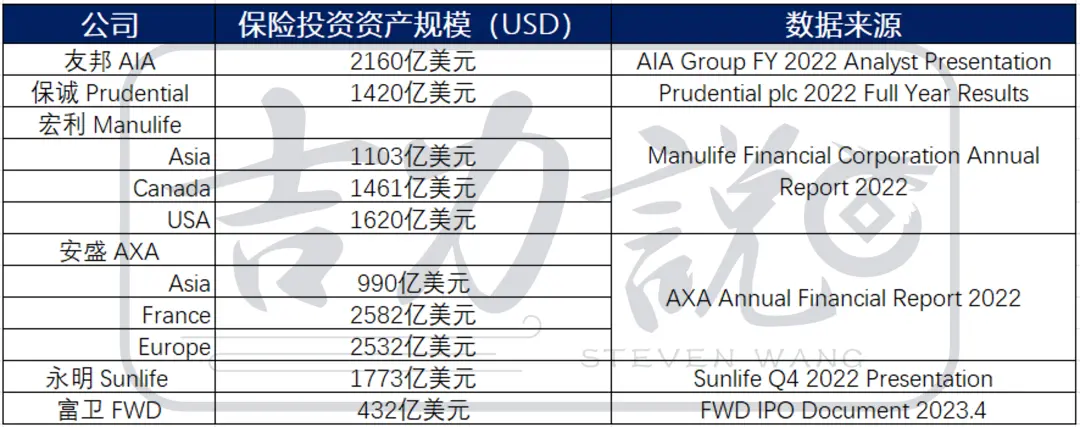 公司 保险投资资产规模（USD） 数据来源
友邦 AIA 2160亿美元 AIA Group FY 2022 Analyst Presentation
保诚 Prudential 1420亿美元 Prudential plc 2022 Full Year Results
宏利 Manulife
Asia 1103亿美元
Canada 1461亿美元
USA 1620亿美元
Manulife Financial Corporation Annual
Report 2022
安盛 AXA
Asia 990亿美元
France 2582亿美元
Europe 2532亿美元
AXA Annual Financial Report 2022
永明 Sunlife 1773亿美元 Sunlife Q4 2022 Presentation
富卫 FWD 432亿美元 FWD IPO Document 2023.4
吉力説
STEVEN WANG